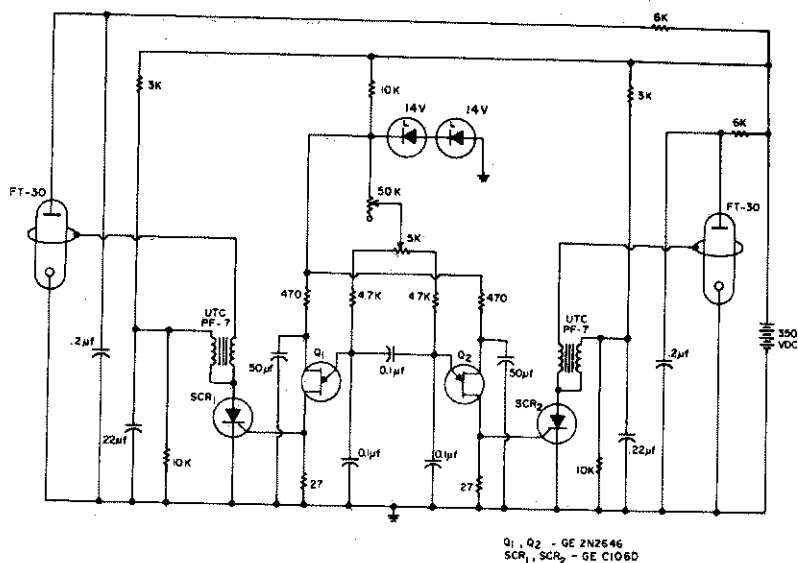 6K
3K
10K
14V
14V
3K
6K
FT-30
50K
FT-30
5K
470
4.7K
4.7K
470
UTC
PF-7
UTC
PF-7
350
VDC
.2µf
50µf
Q1
0.1µf
Q2
50µf
.2µf
SCR1
SCR2
.22µf
10K
0.1µf
0.1µf
10K
.22µf
27
27
Q1, Q2 - GE 2N2646
SCR1, SCR2 - GE C106D